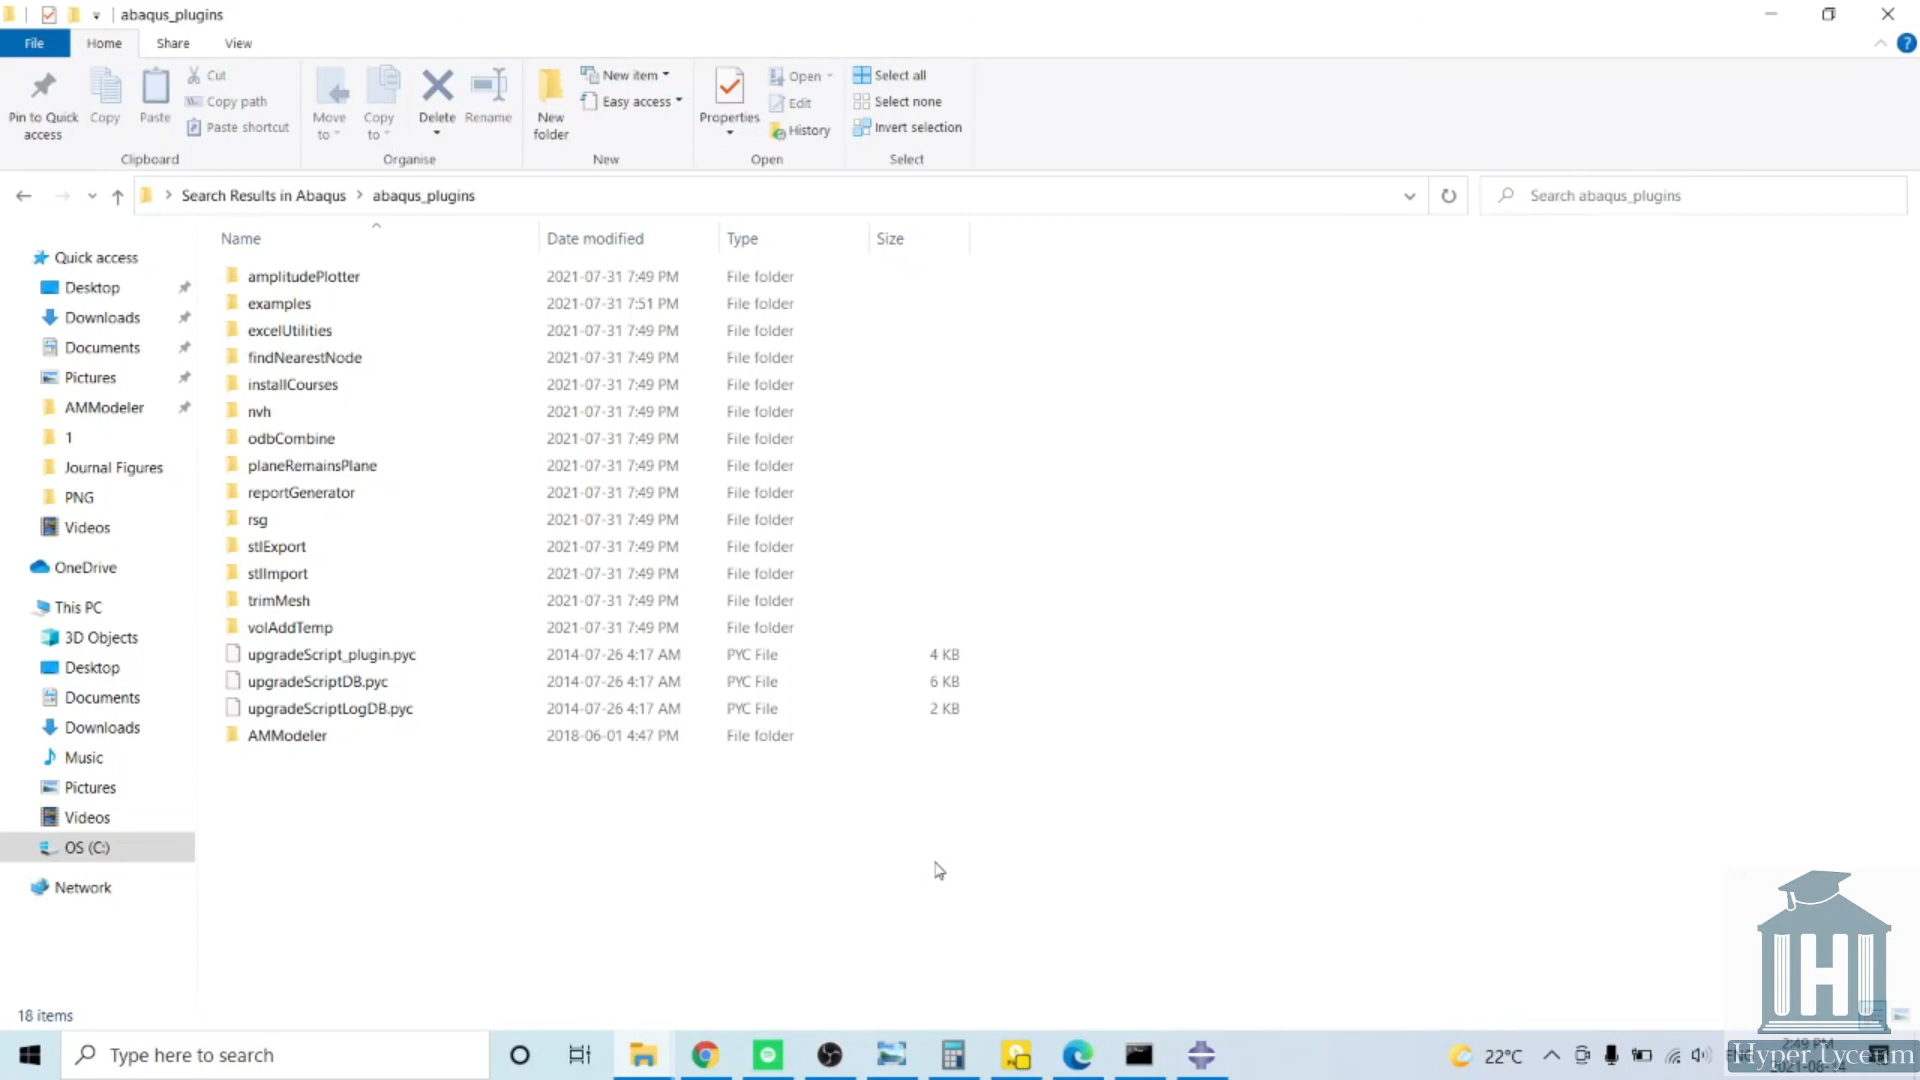 abaqus_plugins
File Home Share View
Pin to Quick access
Copy
Paste
Cut
Copy path
Paste shortcut
Clipboard
Move to
Copy to
Delete
Rename
Organise
New folder
New item
Easy access
New
Properties
Open
Edit
History
Open
Select all
Select none
Invert selection
Select
Search Results in Abaqus > abaqus_plugins
Search abaqus_plugins
Name Date modified Type Size
Quick access
Desktop
Downloads
Documents
Pictures
AMModeler
1
Journal Figures
PNG
Videos
OneDrive
This PC
3D Objects
Desktop
Documents
Downloads
Music
Pictures
Videos
OS (C:)
Network
amplitudePlotter 2021-07-31 7:49 PM File folder
examples 2021-07-31 7:51 PM File folder
excelUtilities 2021-07-31 7:49 PM File folder
findNearestNode 2021-07-31 7:49 PM File folder
installCourses 2021-07-31 7:49 PM File folder
nvh 2021-07-31 7:49 PM File folder
odbCombine 2021-07-31 7:49 PM File folder
planeRemainsPlane 2021-07-31 7:49 PM File folder
reportGenerator 2021-07-31 7:49 PM File folder
rsg 2021-07-31 7:49 PM File folder
stlExport 2021-07-31 7:49 PM File folder
stlImport 2021-07-31 7:49 PM File folder
trimMesh 2021-07-31 7:49 PM File folder
volAddTemp 2021-07-31 7:49 PM File folder
upgradeScript_plugin.pyc 2014-07-26 4:17 AM PYC File 4 KB
upgradeScriptDB.pyc 2014-07-26 4:17 AM PYC File 6 KB
upgradeScriptLogDB.pyc 2014-07-26 4:17 AM PYC File 2 KB
AMModeler 2018-06-01 4:47 PM File folder
18 items
H
Type here to search
22°C
2:49 PM
Hyper Lyceum
2021-08-14